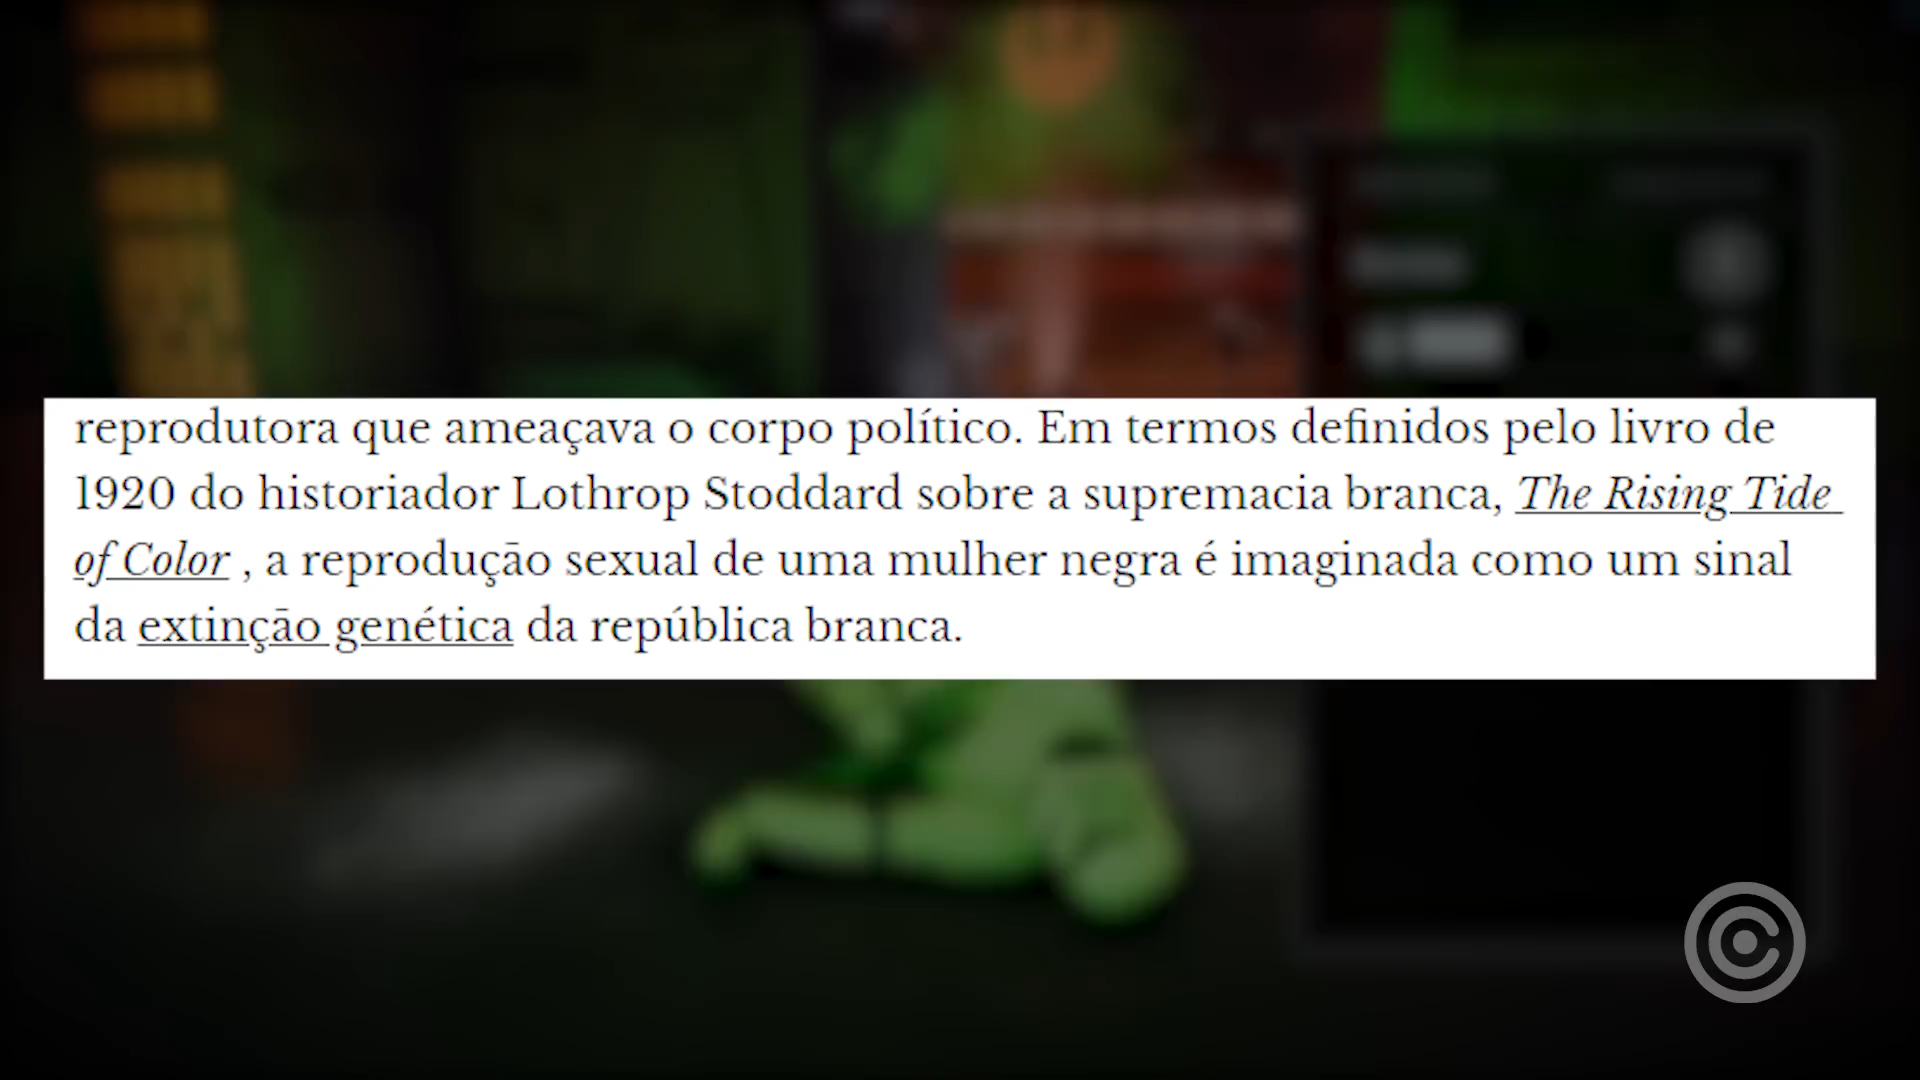 reprodutora que ameaçava o corpo político. Em termos definidos pelo livro de
1920 do historiador Lothrop Stoddard sobre a supremacia branca, The Rising Tide
of Color , a reprodução sexual de uma mulher negra é imaginada como um sinal
da extinção genética da república branca.